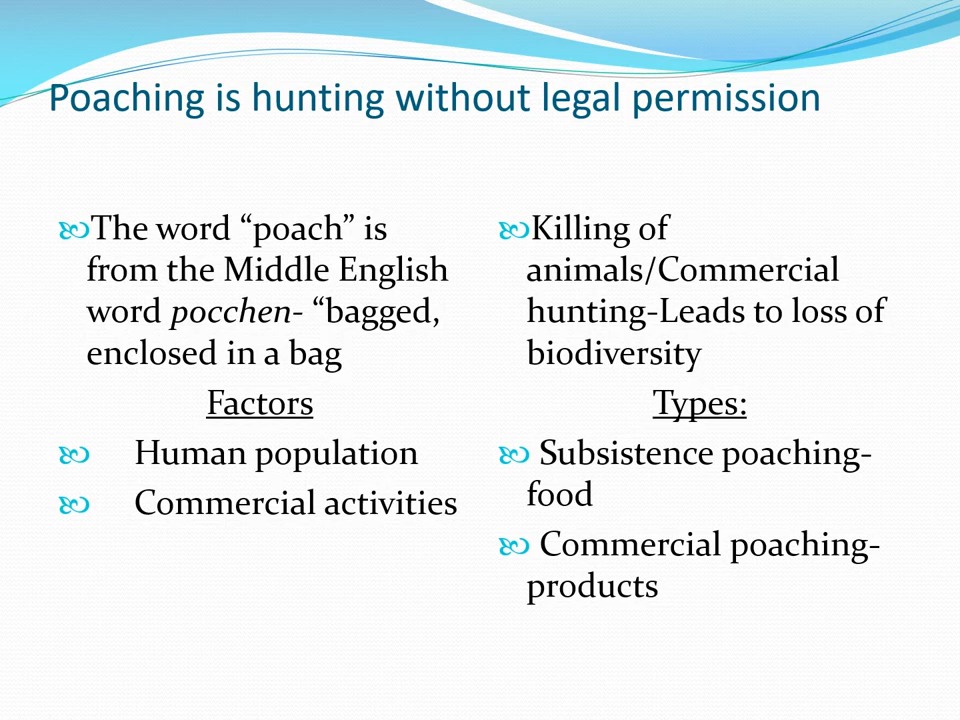 Poaching is hunting without legal permission
The word “poach” is
from the Middle English
word pocchen- “bagged,
enclosed in a bag
Factors
Human population
Commercial activities
Killing of
animals/Commercial
hunting-Leads to loss of
biodiversity
Types:
Subsistence poaching-
food
Commercial poaching-
products